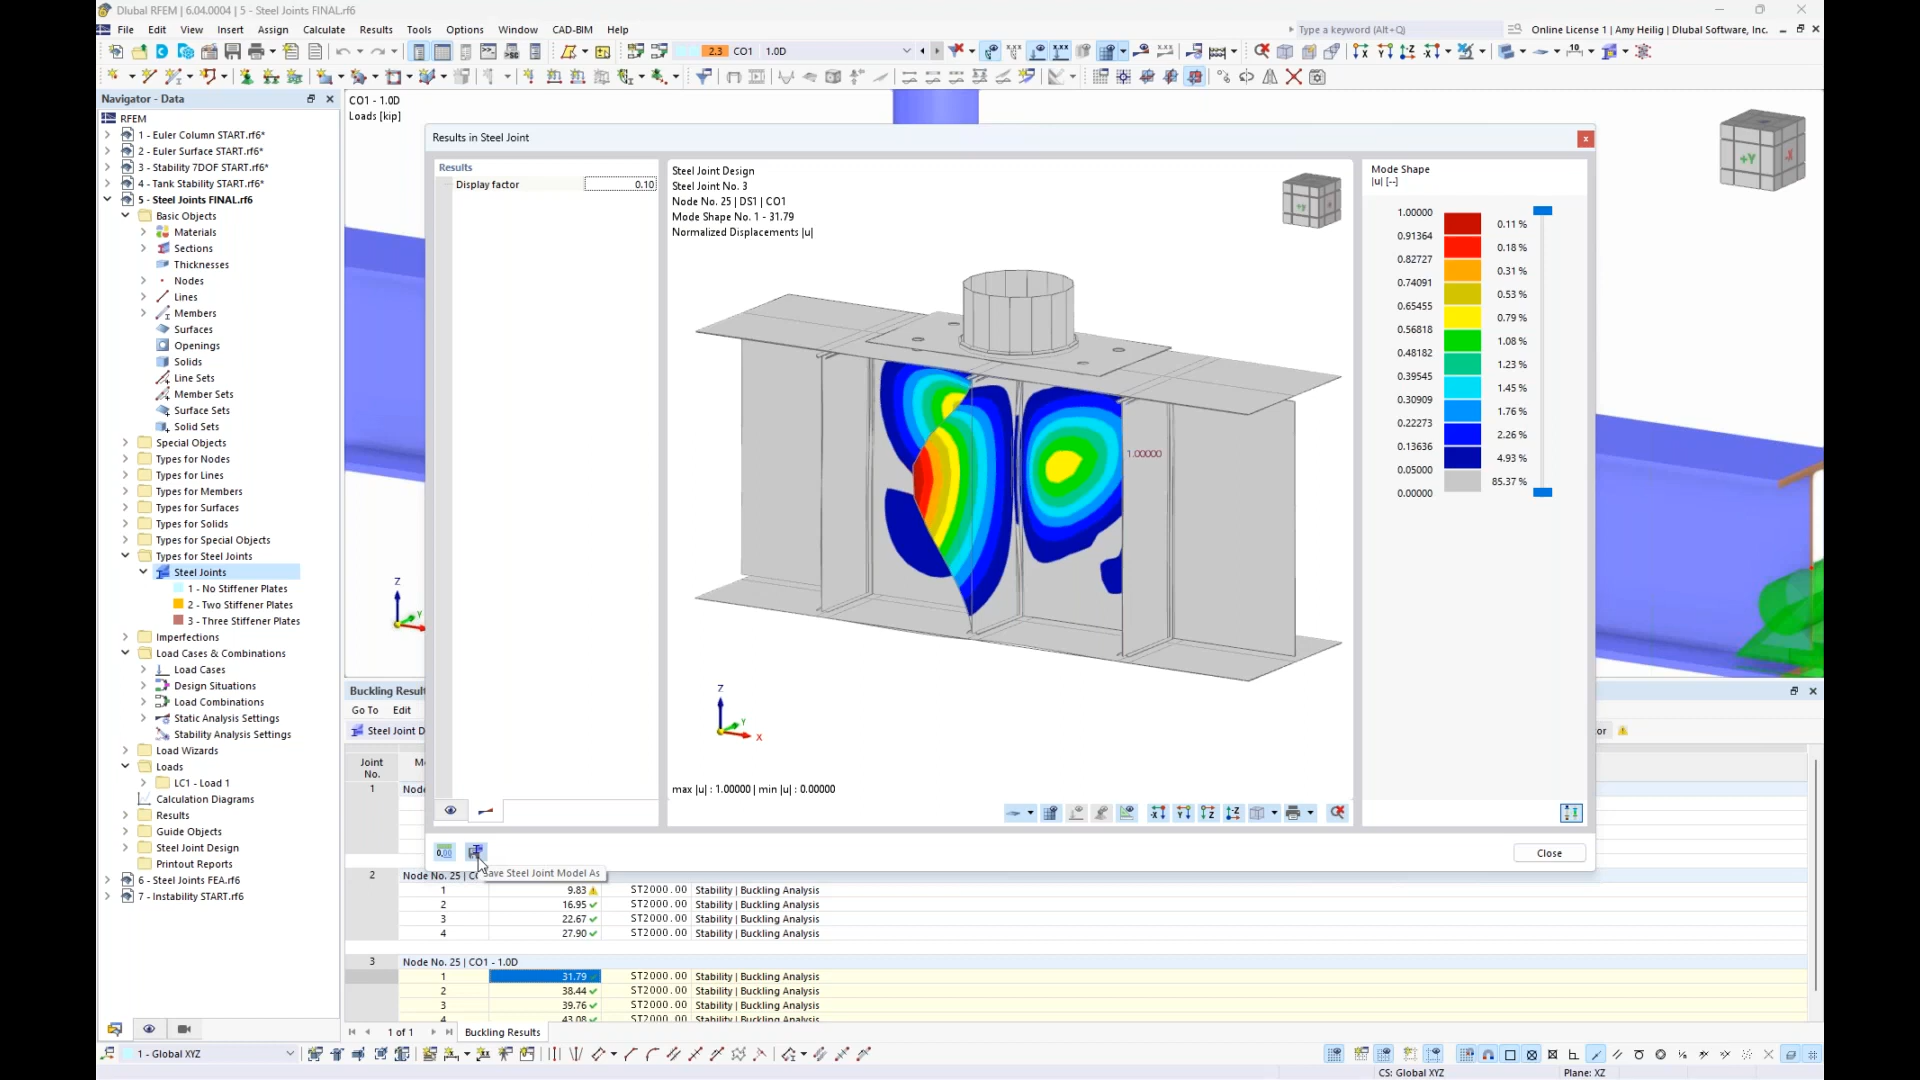 Dlubal RFEM | 6.04.0004 | 5 - Steel Joints FINAL.rf6
File Edit View Insert Assign Calculate Results Tools Options Window CAD-BIM Help
Type a keyword (Alt+Q)
Online License 1 | Amy Heilig | Dlubal Software, Inc.
2.3 CO1 1.0D
Navigator - Data
RFEM
1 - Euler Column START.rf6*
2 - Euler Surface START.rf6*
3 - Stability 7DOF START.rf6*
4 - Tank Stability START.rf6*
5 - Steel Joints FINAL.rf6
Basic Objects
Materials
Sections
Thicknesses
Nodes
Lines
Members
Surfaces
Openings
Solids
Line Sets
Member Sets
Surface Sets
Solid Sets
Special Objects
Types for Nodes
Types for Lines
Types for Members
Types for Surfaces
Types for Solids
Types for Special Objects
Types for Steel Joints
Steel Joints
1 - No Stiffener Plates
2 - Two Stiffener Plates
3 - Three Stiffener Plates
Imperfections
Load Cases & Combinations
Load Cases
Design Situations
Load Combinations
Static Analysis Settings
Stability Analysis Settings
Load Wizards
Loads
LC1 - Load 1
Calculation Diagrams
Results
Guide Objects
Steel Joint Design
Printout Reports
6 - Steel Joints FEA.rf6
7 - Instability START.rf6
1 - Global XYZ
CO1 - 1.0D
Loads [kip]
Z
Y
+Y
-X
Results in Steel Joint
Results
Display factor 0.10
Steel Joint Design
Steel Joint No. 3
Node No. 25 | DS1 | CO1
Mode Shape No. 1 - 31.79
Normalized Displacements |u|
+Y
1.00000
Z
Y
X
max |u| : 1.00000 | min |u| : 0.00000
Mode Shape
|u| [--]
1.00000
0.11 %
0.91364
0.18 %
0.82727
0.31 %
0.74091
0.53 %
0.65455
0.79 %
0.56818
1.08 %
0.48182
1.23 %
0.39545
1.45 %
0.30909
1.76 %
0.22273
2.26 %
0.13636
4.93 %
0.05000
85.37 %
0.00000
0,00
Save Steel Joint Model As
Close
Buckling Result
Go To Edit
Steel Joint D
or
Joint
No.
M
1 Node
2 Node No. 25 | C
1 9.83 ST2000.00 Stability | Buckling Analysis
2 16.95 ST2000.00 Stability | Buckling Analysis
3 22.67 ST2000.00 Stability | Buckling Analysis
4 27.90 ST2000.00 Stability | Buckling Analysis
3 Node No. 25 | CO1 - 1.0D
1 31.79 ST2000.00 Stability | Buckling Analysis
2 38.44 ST2000.00 Stability | Buckling Analysis
3 39.76 ST2000.00 Stability | Buckling Analysis
4 43.08 ST2000.00 Stability | Buckling Analysis
1 of 1 Buckling Results
CS: Global XYZ Plane: XZ